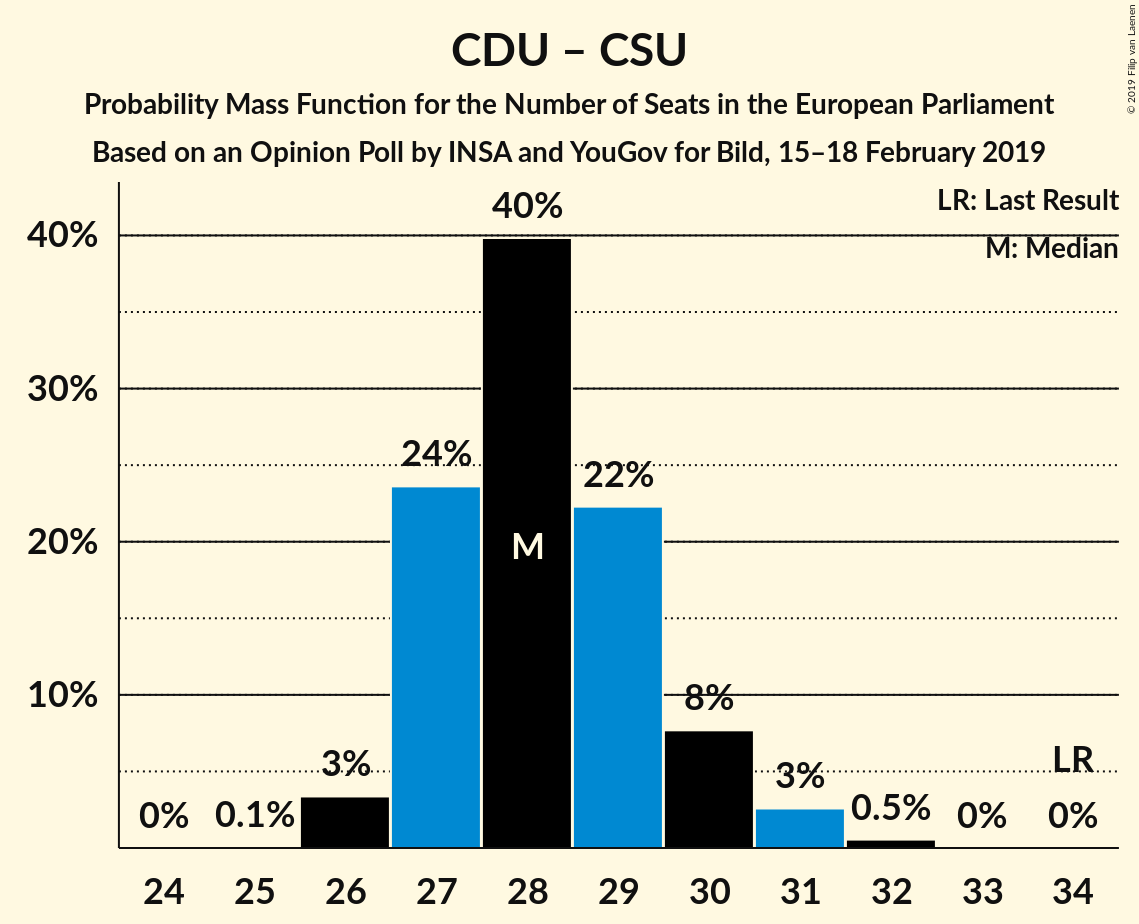 CDU – CSU
Probability Mass Function for the Number of Seats in the European Parliament
Based on an Opinion Poll by INSA and YouGov for Bild, 15–18 February 2019
© 2019 Filip van Laenen
LR: Last Result
M: Median
40%
30%
20%
10%
0%
0.1%
3%
24%
40%
M
22%
8%
3%
0.5%
0%
LR
0%
24 25 26 27 28 29 30 31 32 33 34